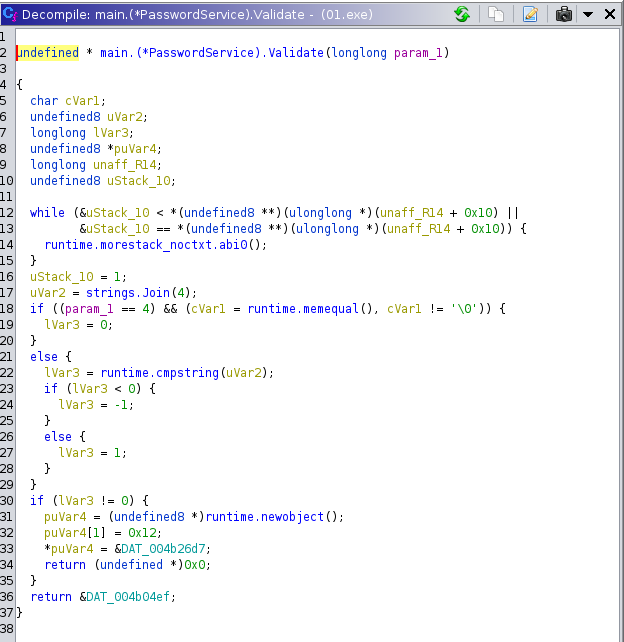 Decompile: main.(*PasswordService).Validate - (01.exe)
1
2 undefined * main.(*PasswordService).Validate(longlong param_1)
3
4 {
5 char cVar1;
6 undefined8 uVar2;
7 longlong lVar3;
8 undefined8 *puVar4;
9 longlong unaff_R14;
10 undefined8 uStack_10;
11
12 while (&uStack_10 < *(undefined8 **)(ulonglong *)(unaff_R14 + 0x10) ||
13 &uStack_10 == *(undefined8 **)(ulonglong *)(unaff_R14 + 0x10)) {
14 runtime.morestack_noctxt.abi0();
15 }
16 uStack_10 = 1;
17 uVar2 = strings.Join(4);
18 if ((param_1 == 4) && (cVar1 = runtime.memequal(), cVar1 != '\0')) {
19 lVar3 = 0;
20 }
21 else {
22 lVar3 = runtime.cmpstring(uVar2);
23 if (lVar3 < 0) {
24 lVar3 = -1;
25 }
26 else {
27 lVar3 = 1;
28 }
29 }
30 if (lVar3 != 0) {
31 puVar4 = (undefined8 *)runtime.newobject();
32 puVar4[1] = 0x12;
33 *puVar4 = &DAT_004b26d7;
34 return (undefined *)0x0;
35 }
36 return &DAT_004b04ef;
37 }
38